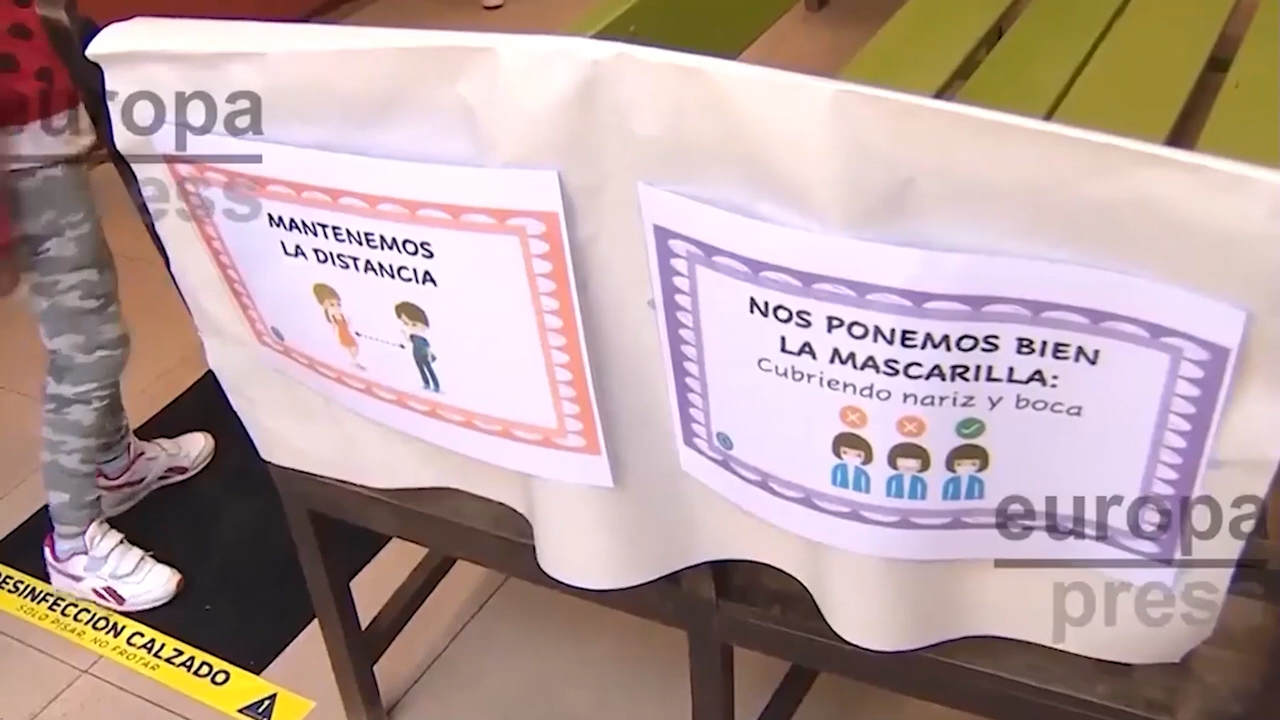 europa
press
MANTENEMOS
LA DISTANCIA
NOS PONEMOS BIEN
LA MASCARILLA:
Cubriendo nariz y boca
europa
press
DESINFECCION CALZADO
SOLO PISAR, NO FROTAR